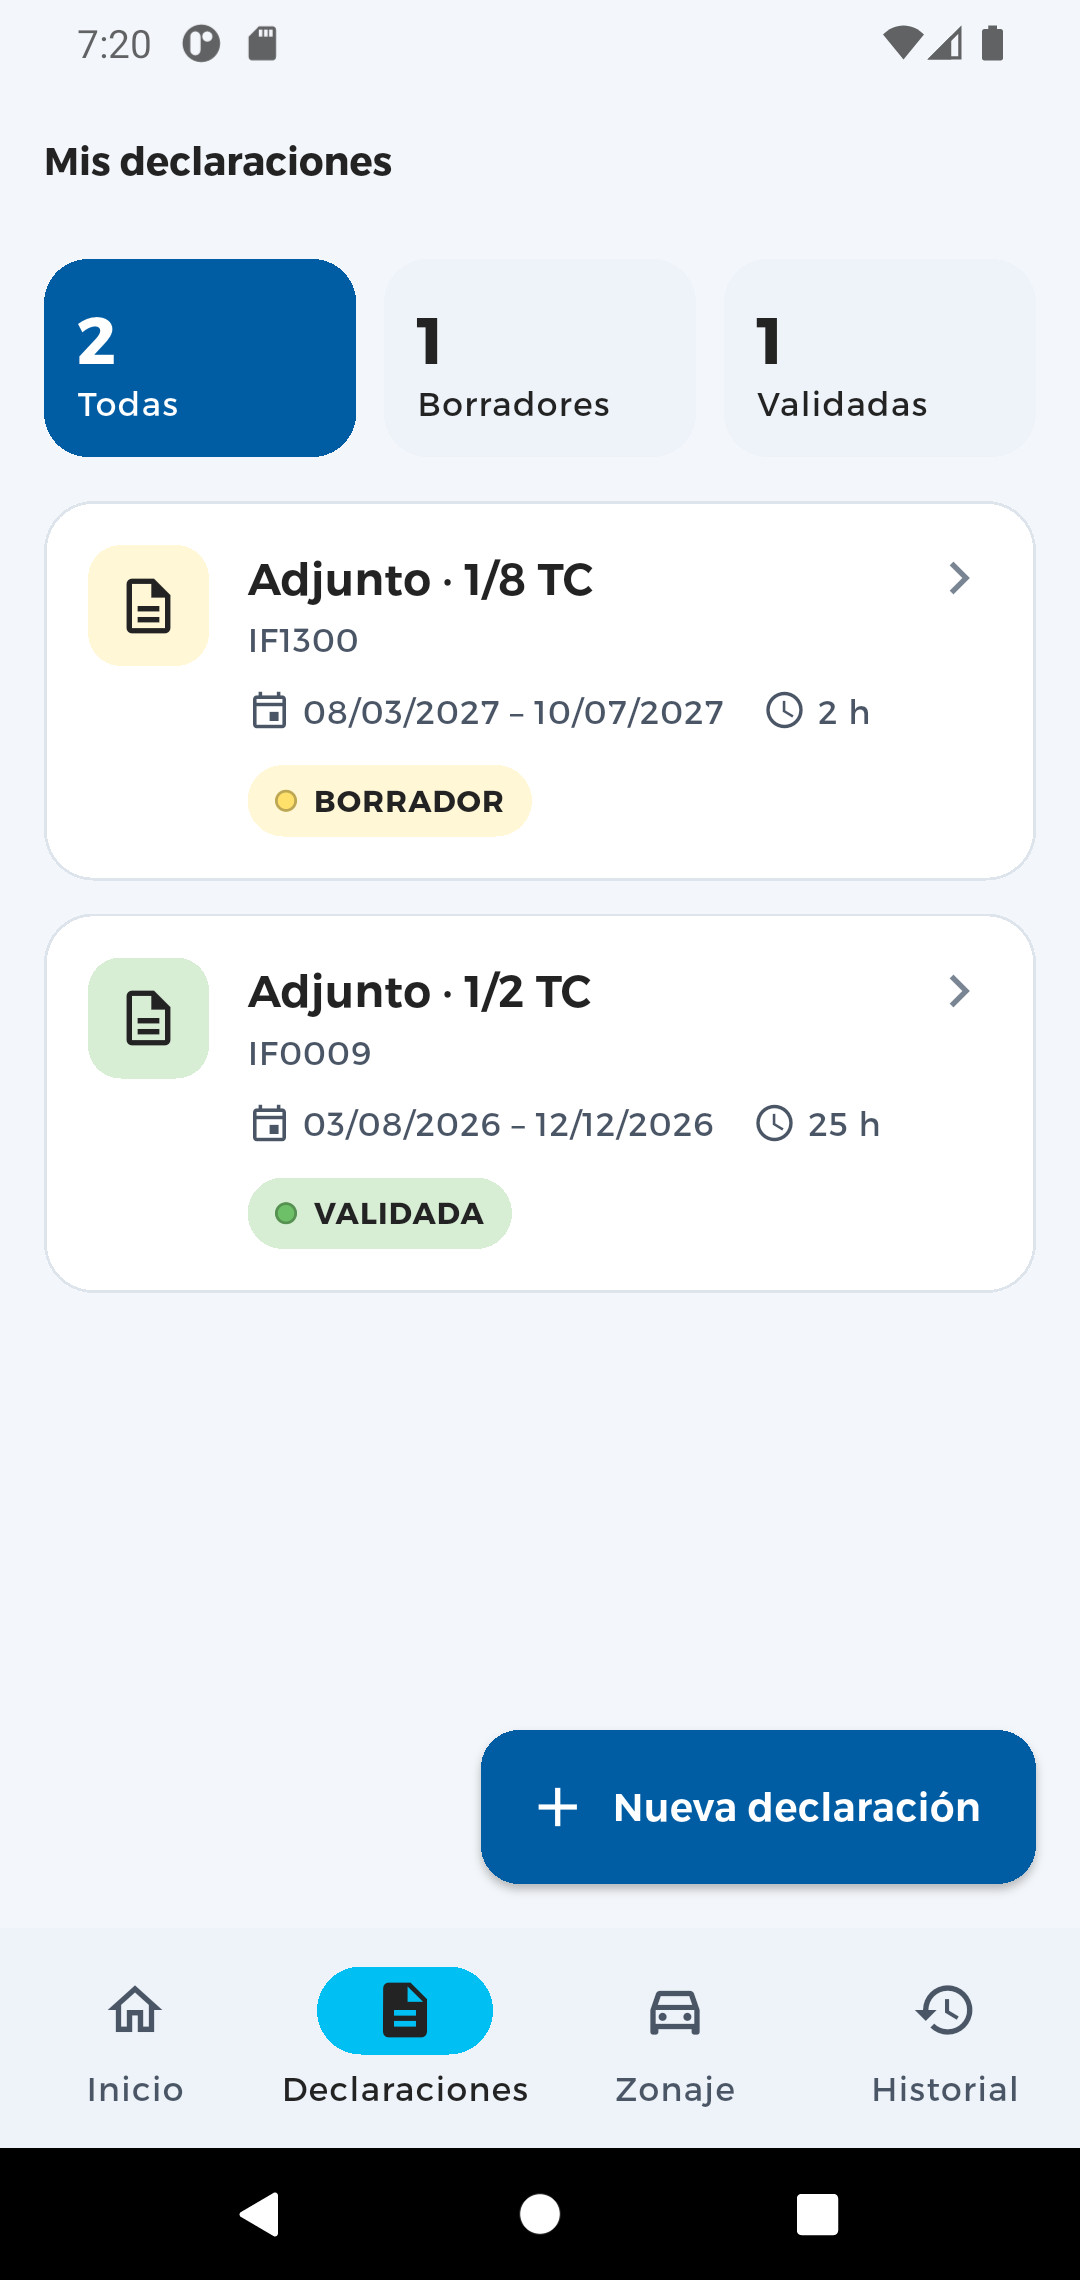 7:20
Mis declaraciones
2
Todas
1
Borradores
1
Validadas
Adjunto · 1/8 TC
IF1300
08/03/2027 – 10/07/2027
2 h
BORRADOR
Adjunto · 1/2 TC
IF0009
03/08/2026 – 12/12/2026
25 h
VALIDADA
Nueva declaración
Inicio
Declaraciones
Zonaje
Historial